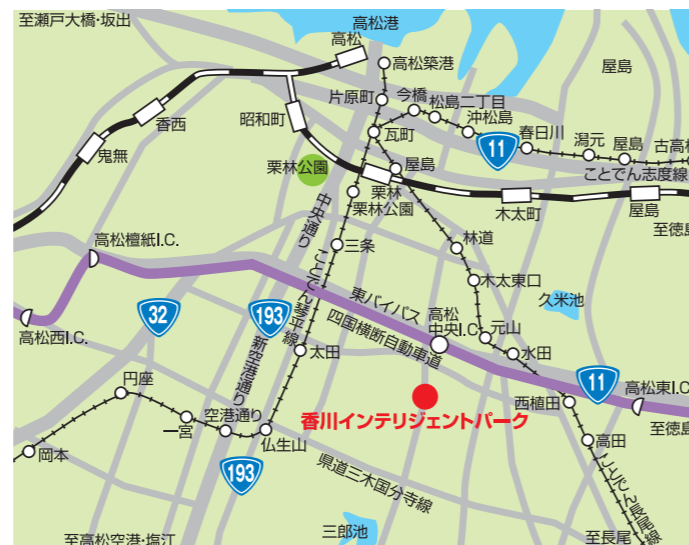 至瀬戸大橋・坂出
高松港
高松
高松築港
屋島
片原町
今橋
松島二丁目
沖松島
香西
昭和町
瓦町
11
春日川
潟元
屋島
古高松
鬼無
栗林公園
屋島
ことでん志度線
栗林
栗林公園
木太町
屋島
至徳島
中央通り
高松檀紙I.C.
三条
林道
ことでん琴平線
木太東口
東バイパス
久米池
32
193
高松
中央I.C.
四国横断自動車道
元山
高松西I.C.
新空港通り
太田
水田
11
円座
西植田
高松東I.C.
香川インテリジェントパーク
一宮
空港通り
至徳島
岡本
仏生山
高田
193
県道三木国分寺線
ことでん長尾線
三郎池
至高松空港・塩江
至長尾